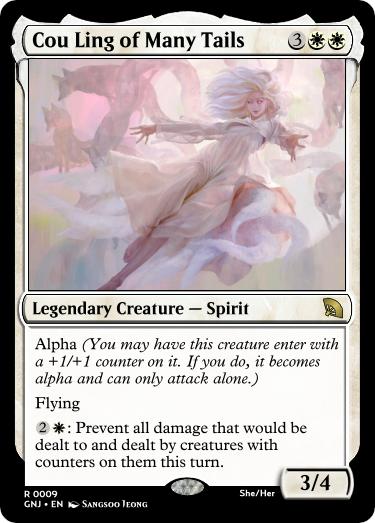 Cou Ling of Many Tails 3
Legendary Creature — Spirit
Alpha (You may have this creature enter with
a +1/+1 counter on it. If you do, it becomes
alpha and can only attack alone.)
Flying
2 : Prevent all damage that would be
dealt to and dealt by creatures with
counters on them this turn.
3/4
R 0009
She/Her
GNJ • EN Sangsoo Jeong